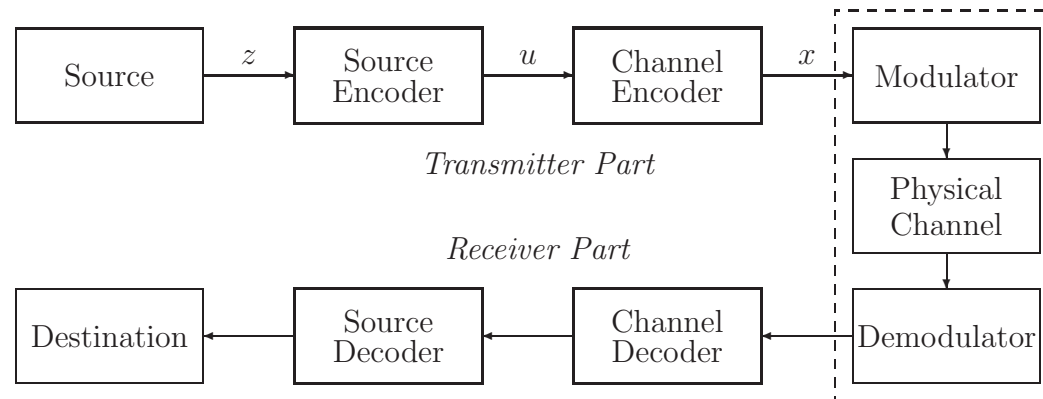 Source
z
Source
Encoder
u
Channel
Encoder
x
Modulator
Transmitter Part
Physical
Channel
Receiver Part
Destination
Source
Decoder
Channel
Decoder
Demodulator